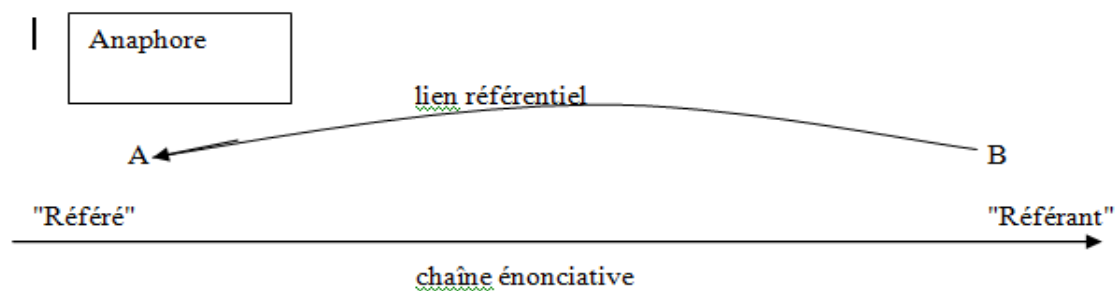 Anaphore
lien référentiel
A B
"Référé" "Référant"
chaîne énonciative